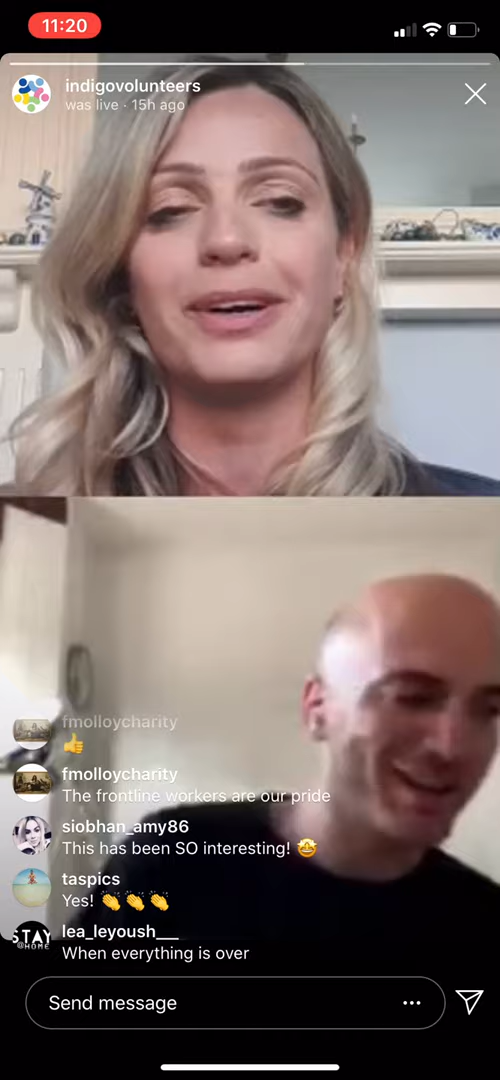 11:20
indigovolunteers
was live · 15h ago
fmolloycharity
👍
fmolloycharity
The frontline workers are our pride
siobhan_amy86
This has been SO interesting! 🤩
taspics
Yes! 👏👏👏
STAY
@HOME
lea_leyoush___
When everything is over
Send message